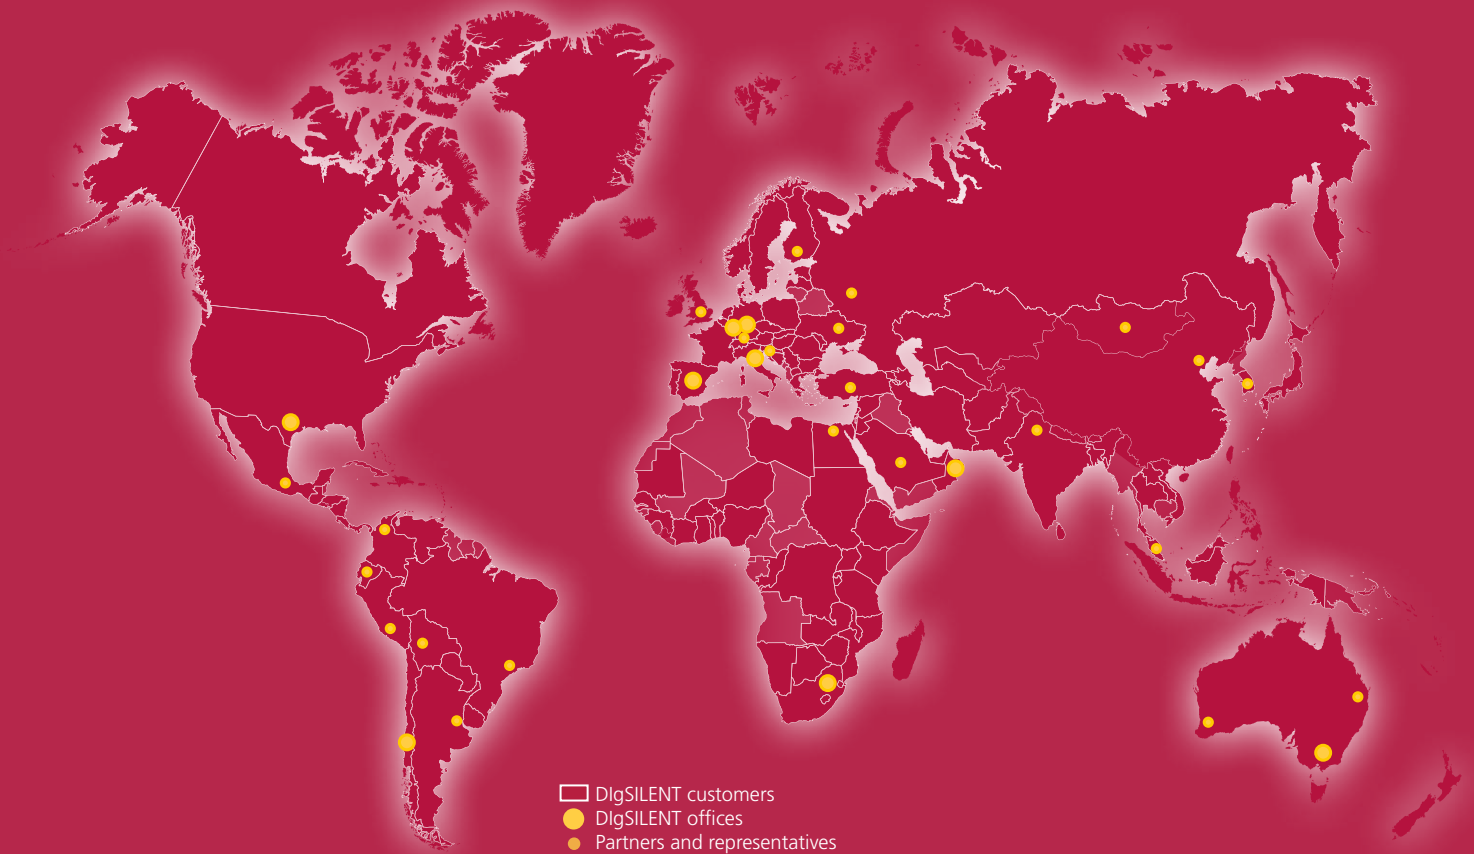 DIgSILENT customers
DIgSILENT offices
Partners and representatives